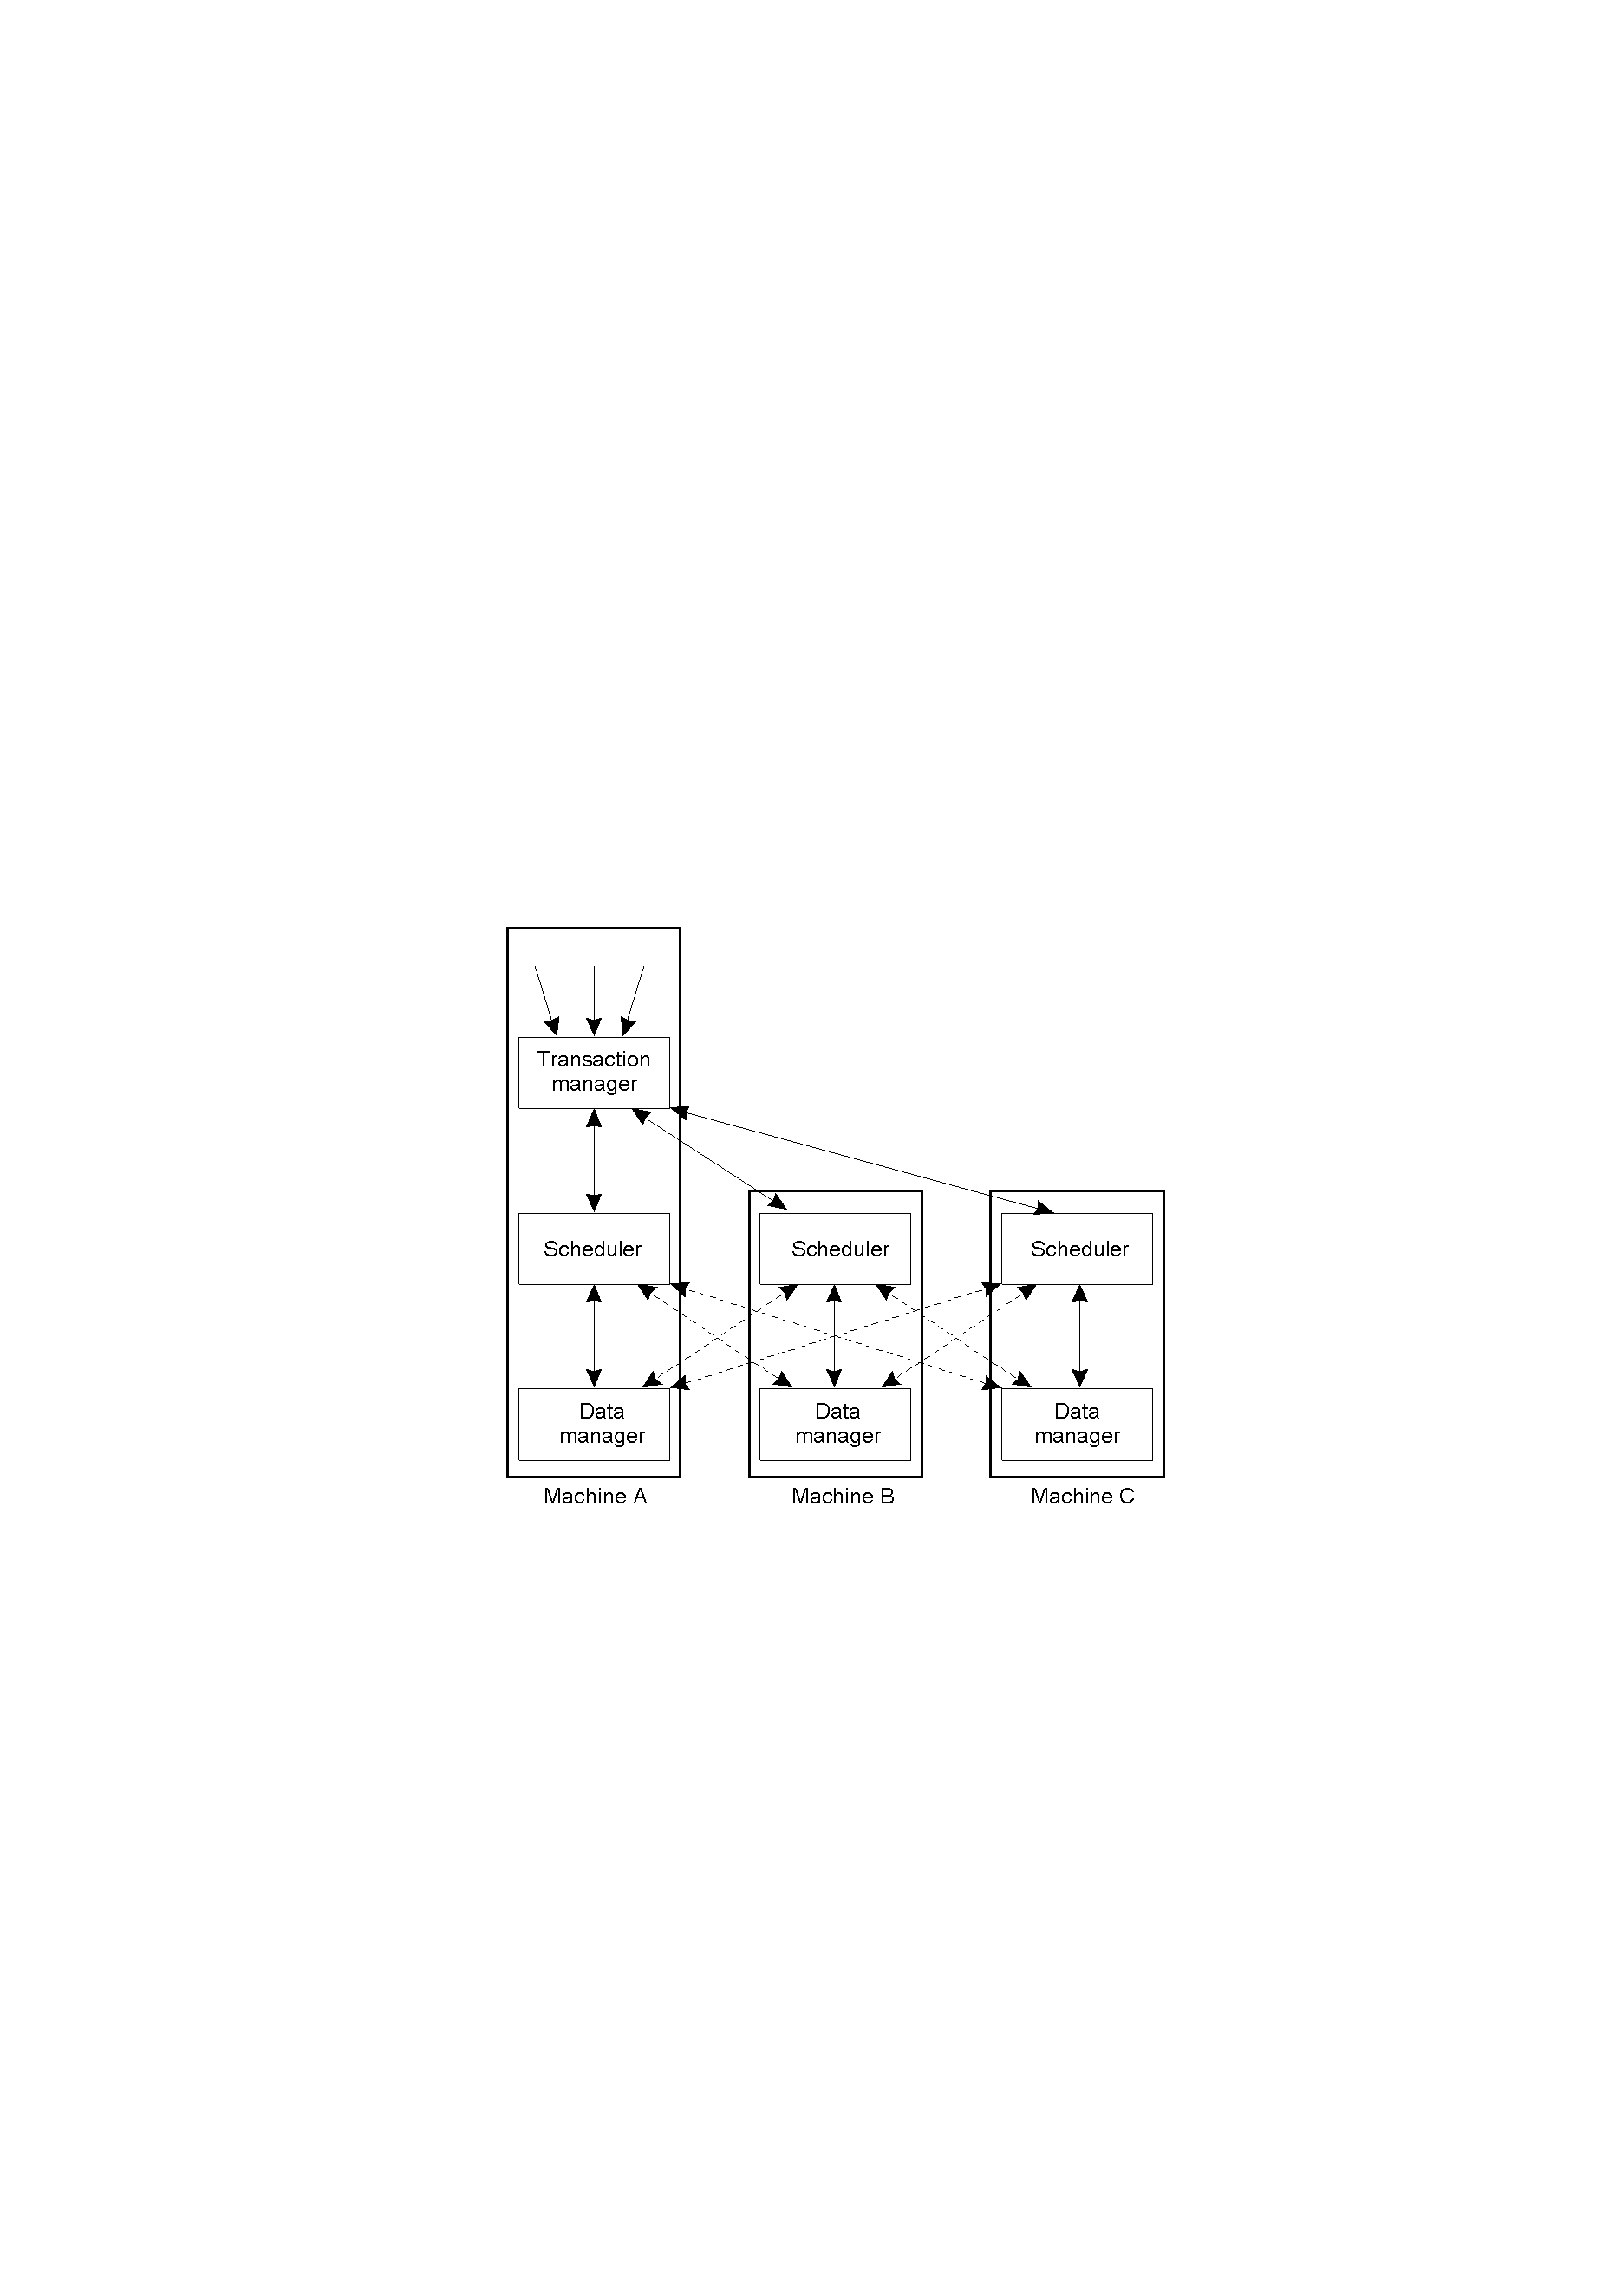 Transaction
manager
Scheduler
Scheduler
Scheduler
Data
manager
Data
manager
Data
manager
Machine A
Machine B
Machine C